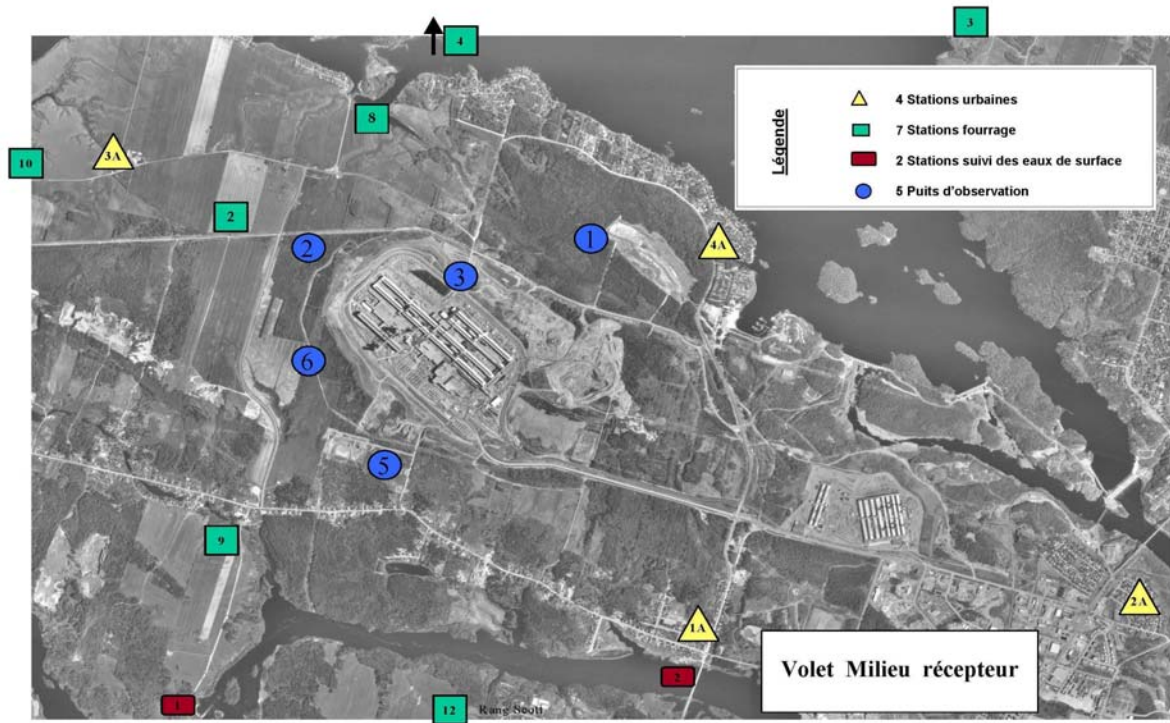 3
4
Légende
4 Stations urbaines
7 Stations fourrage
2 Stations suivi des eaux de surface
5 Puits d'observation
8
10
3A
2
2
1
4A
3
6
5
9
2A
1A
Volet Milieu récepteur
2
1
12 Rang Scott